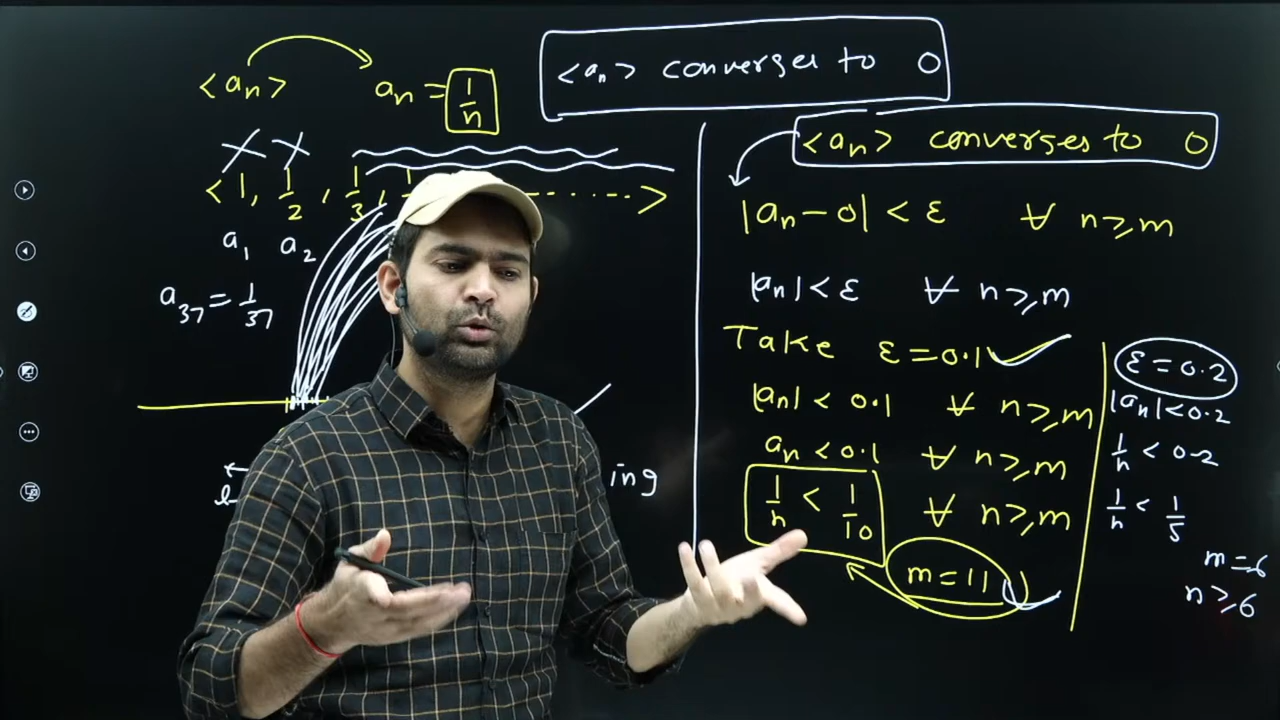 <aₙ> aₙ = 1/n
<aₙ> converges to 0
< 1, 1/2, 1/3, ........ >
a₁ a₂
a₃₇ = 1/37
ing
<aₙ> converges to 0
|aₙ - 0| < ε ∀ n ≥ m
|aₙ| < ε ∀ n ≥ m
Take ε = 0.1
|aₙ| < 0.1 ∀ n ≥ m
aₙ < 0.1 ∀ n ≥ m
1/n < 1/10 ∀ n ≥ m
m = 11
ε = 0.2
|aₙ| < 0.2
1/n < 0.2
1/n < 1/5
m = 6
n ≥ 6